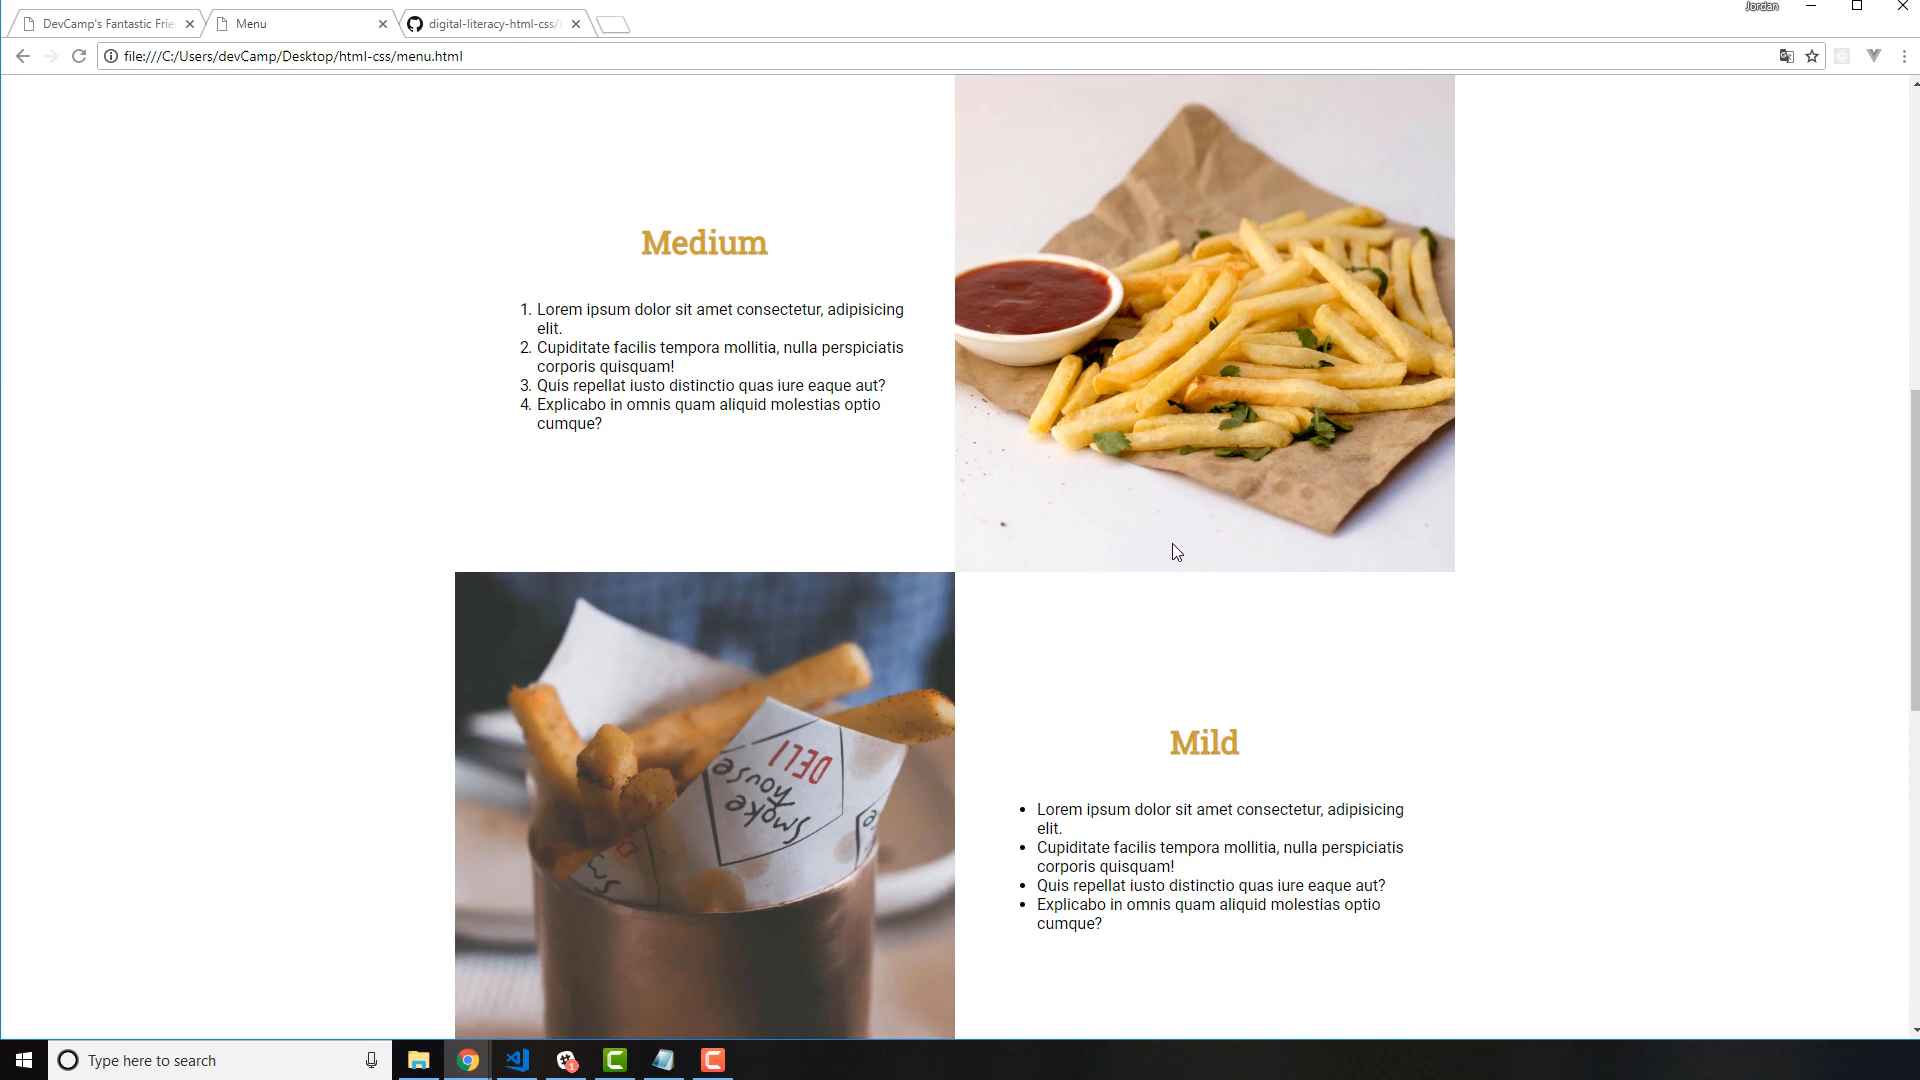 Jordan
DevCamp's Fantastic Frie
Menu
digital-literacy-html-css/
file:///C:/Users/devCamp/Desktop/html-css/menu.html
Medium
1. Lorem ipsum dolor sit amet consectetur, adipisicing
elit.
2. Cupiditate facilis tempora mollitia, nulla perspiciatis
corporis quisquam!
3. Quis repellat iusto distinctio quas iure eaque aut?
4. Explicabo in omnis quam aliquid molestias optio
cumque?
DELI
house
smoke
Mild
• Lorem ipsum dolor sit amet consectetur, adipisicing
elit.
• Cupiditate facilis tempora mollitia, nulla perspiciatis
corporis quisquam!
• Quis repellat iusto distinctio quas iure eaque aut?
• Explicabo in omnis quam aliquid molestias optio
cumque?
Type here to search
1